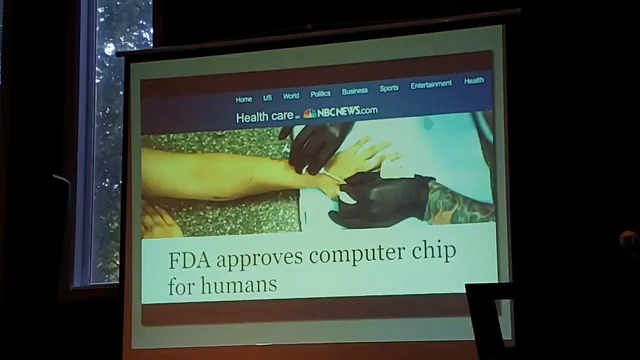 Home US World Politics Business Sports Entertainment Health
Health care on NBCNEWS.com
FDA approves computer chip
for humans